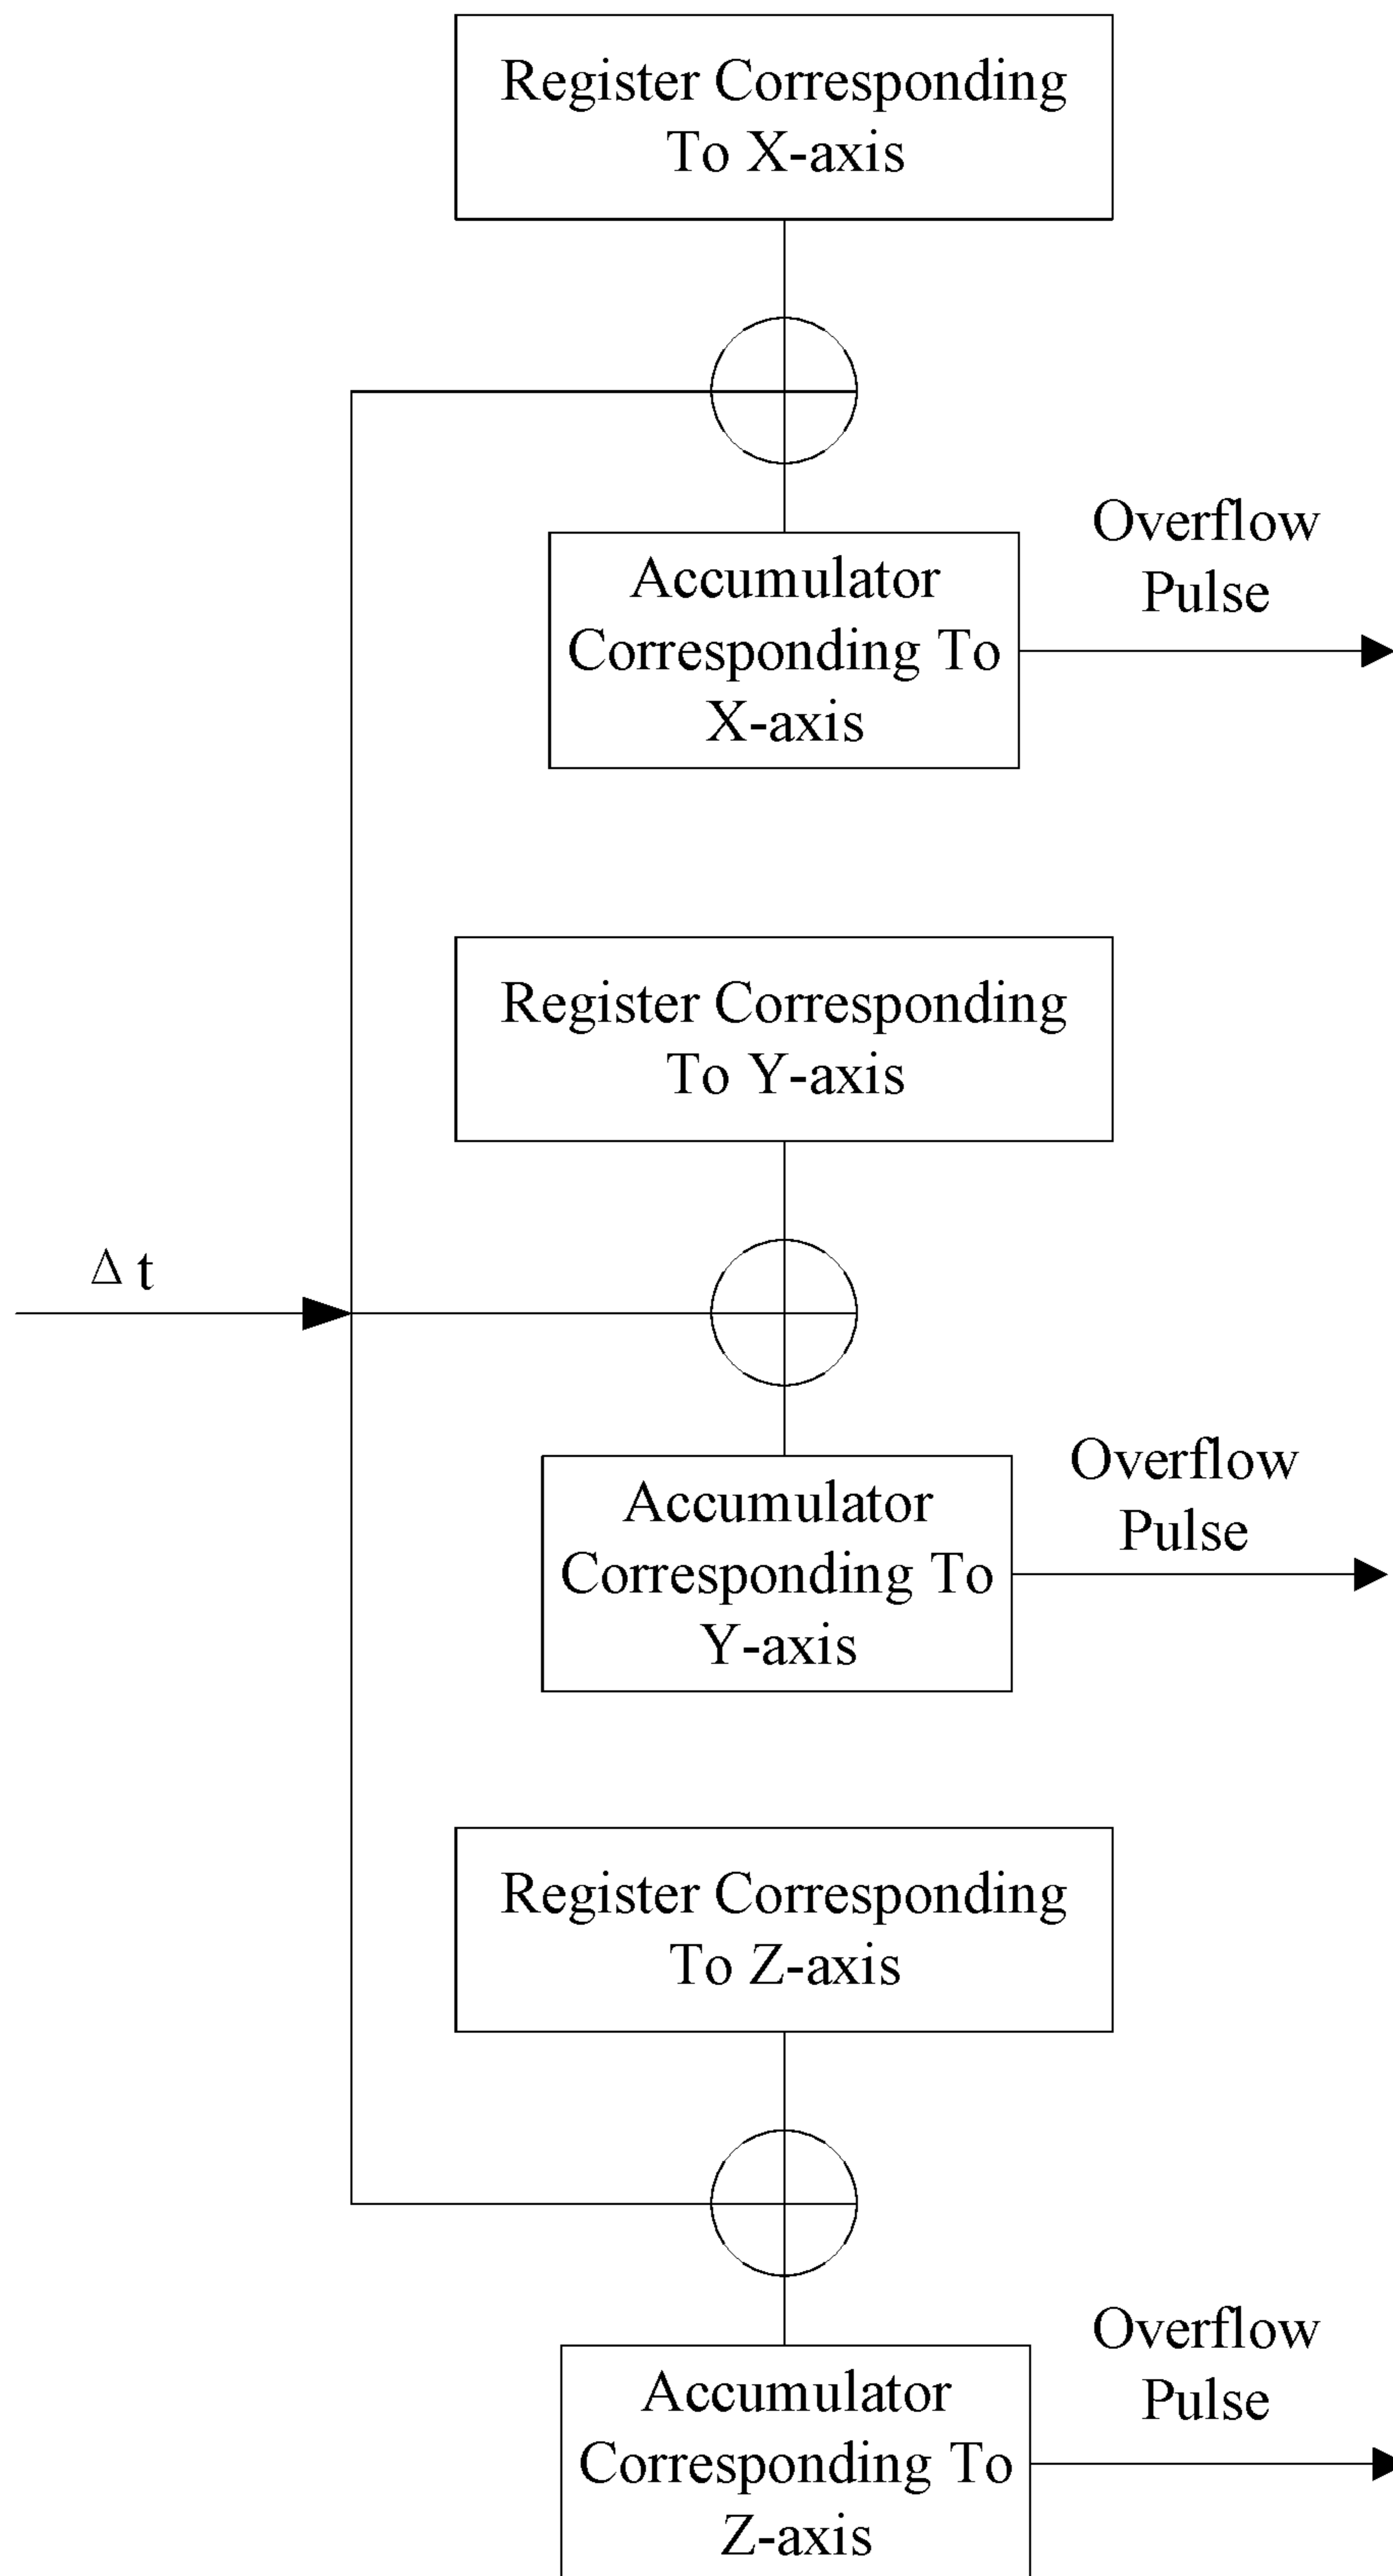 Register Corresponding
To X-axis
Overflow
Pulse
Accumulator
Corresponding To
X-axis
Register Corresponding
To Y-axis
Δ t
Overflow
Pulse
Accumulator
Corresponding To
Y-axis
Register Corresponding
To Z-axis
Overflow
Pulse
Accumulator
Corresponding To
Z-axis